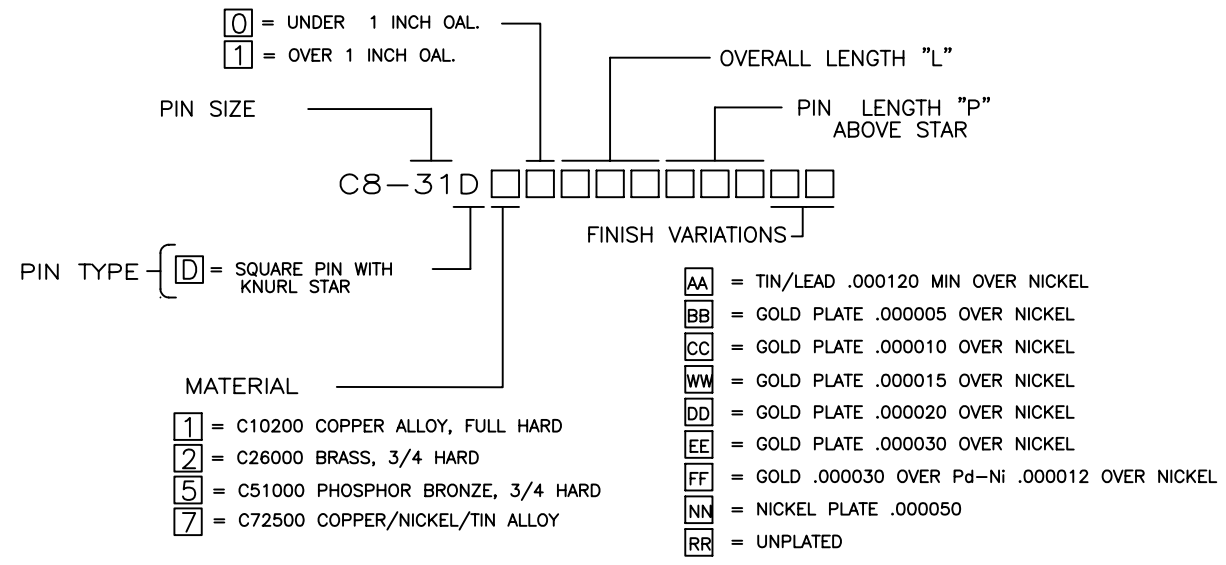 0 = UNDER 1 INCH OAL.
1 = OVER 1 INCH OAL.
OVERALL LENGTH "L"
PIN SIZE
PIN LENGTH "P"
ABOVE STAR
C8-31D
FINISH VARIATIONS
PIN TYPE
D = SQUARE PIN WITH
KNURL STAR
MATERIAL
1 = C10200 COPPER ALLOY, FULL HARD
2 = C26000 BRASS, 3/4 HARD
5 = C51000 PHOSPHOR BRONZE, 3/4 HARD
7 = C72500 COPPER/NICKEL/TIN ALLOY
AA = TIN/LEAD .000120 MIN OVER NICKEL
BB = GOLD PLATE .000005 OVER NICKEL
CC = GOLD PLATE .000010 OVER NICKEL
WW = GOLD PLATE .000015 OVER NICKEL
DD = GOLD PLATE .000020 OVER NICKEL
EE = GOLD PLATE .000030 OVER NICKEL
FF = GOLD .000030 OVER Pd-Ni .000012 OVER NICKEL
NN = NICKEL PLATE .000050
RR = UNPLATED